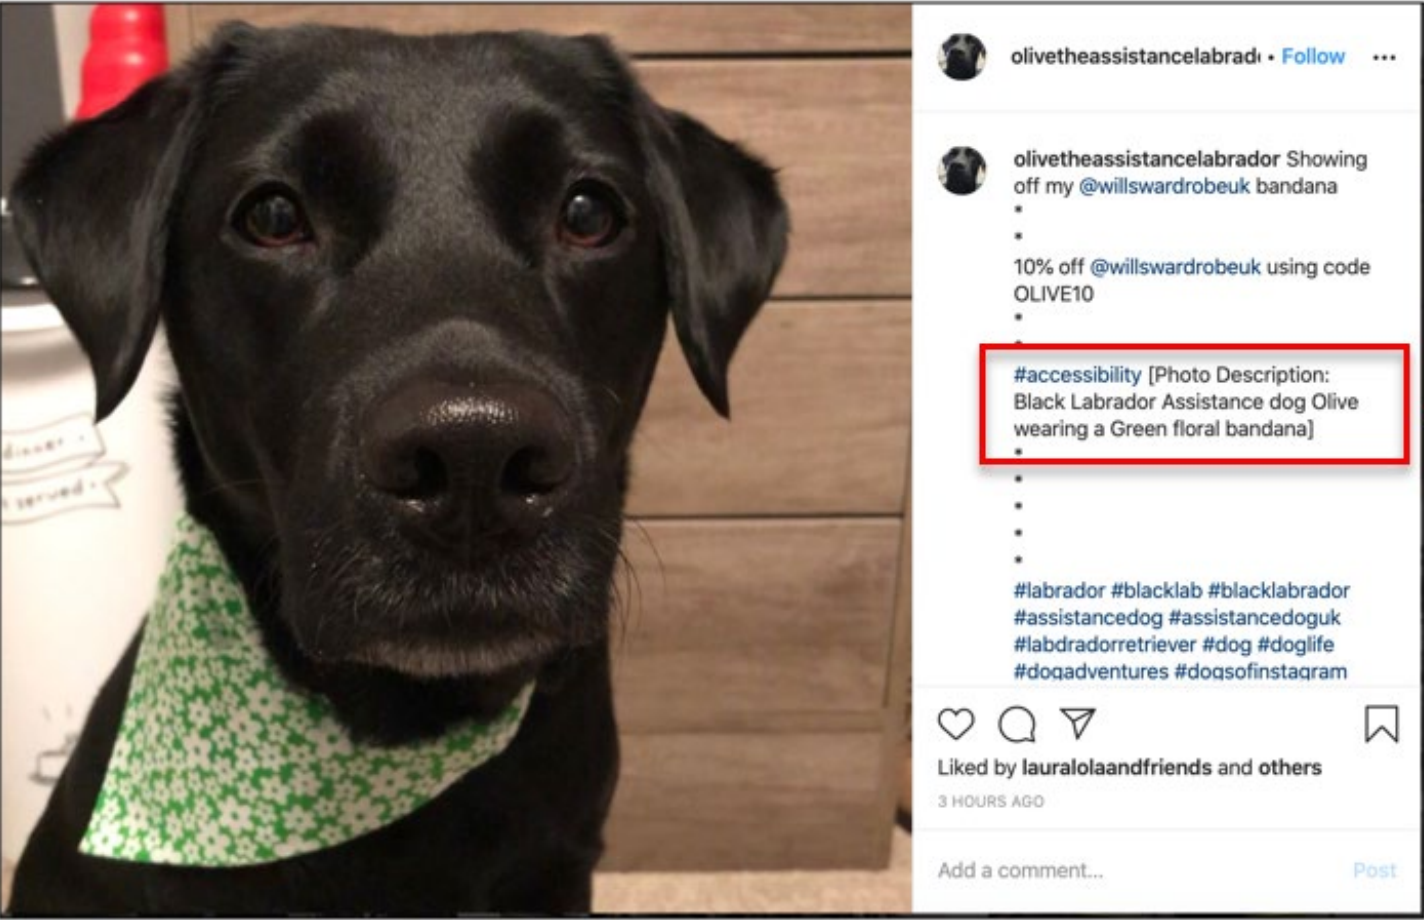 olivetheassistancelabrad • Follow •••
olivetheassistancelabrador Showing
off my @willswardrobeuk bandana
*
*
10% off @willswardrobeuk using code
OLIVE10
*
*
#accessibility [Photo Description:
Black Labrador Assistance dog Olive
wearing a Green floral bandana]
*
*
*
*
*
#labrador #blacklab #blacklabrador
#assistancedog #assistancedoguk
#labdradorretriever #dog #doglife
#dogadventures #dogsofinstagram
Liked by lauralolaandfriends and others
3 HOURS AGO
Add a comment... Post
dinner
served